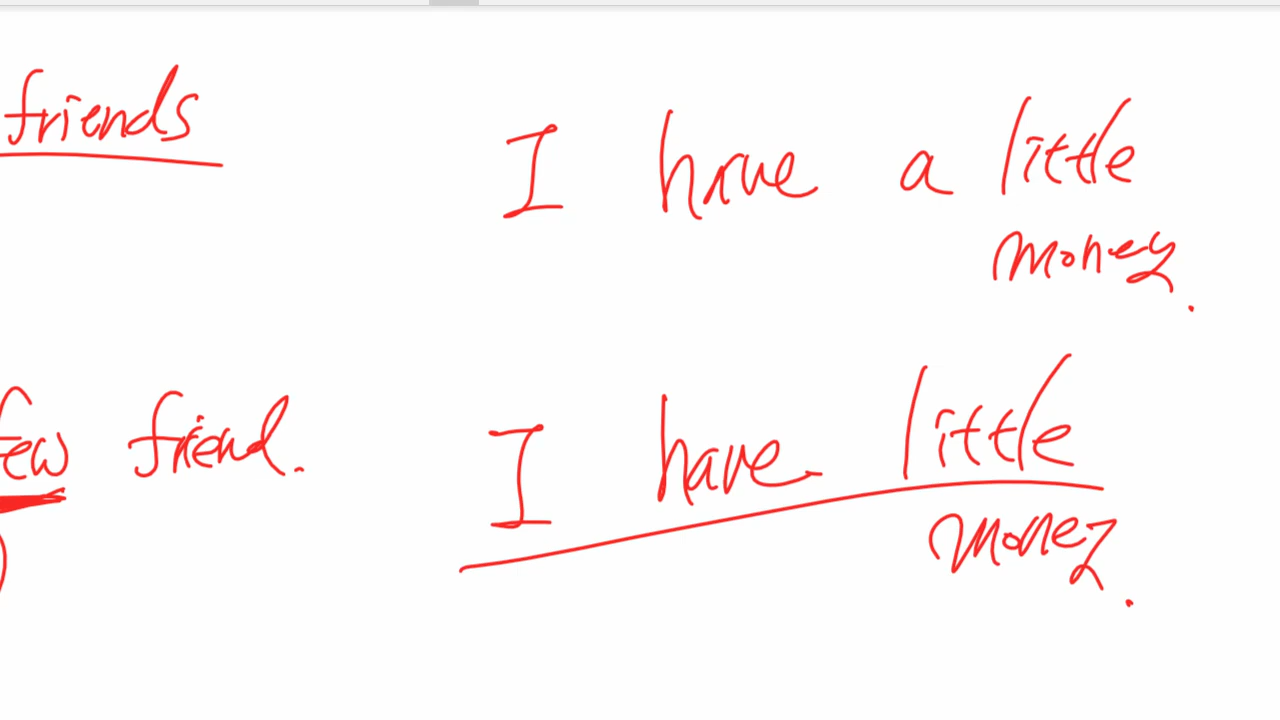 friends
I have a little
money.
few friend.
I have little
money.